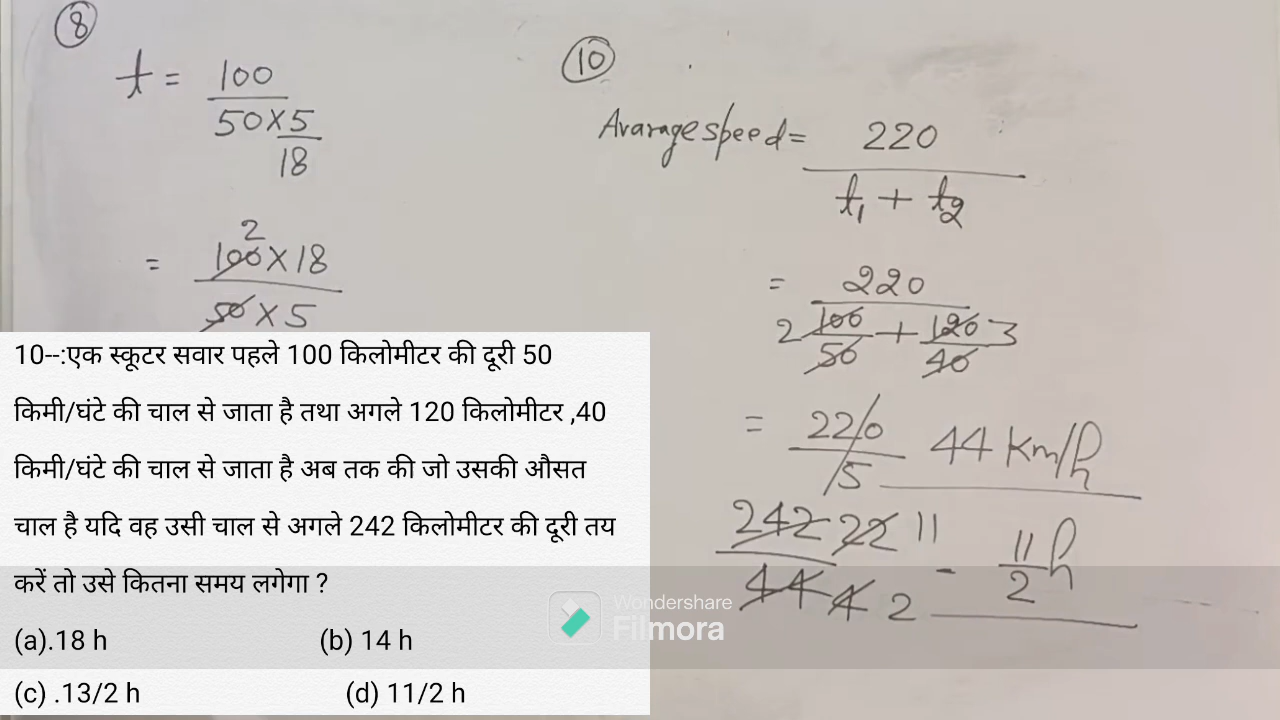 8
t = 100
50×5
18
= 2
100×18
50×5
10
Avarage speed = 220
t1 + t2
= 220
2 100/50 + 120/40 3
= 220/5 44 km/h
242 22 11
44 4 2 = 11/2 h
10--:एक स्कूटर सवार पहले 100 किलोमीटर की दूरी 50
किमी/घंटे की चाल से जाता है तथा अगले 120 किलोमीटर ,40
किमी/घंटे की चाल से जाता है अब तक की जो उसकी औसत
चाल है यदि वह उसी चाल से अगले 242 किलोमीटर की दूरी तय
करें तो उसे कितना समय लगेगा ?
(a).18 h (b) 14 h
(c) .13/2 h (d) 11/2 h
Wondershare
Filmora